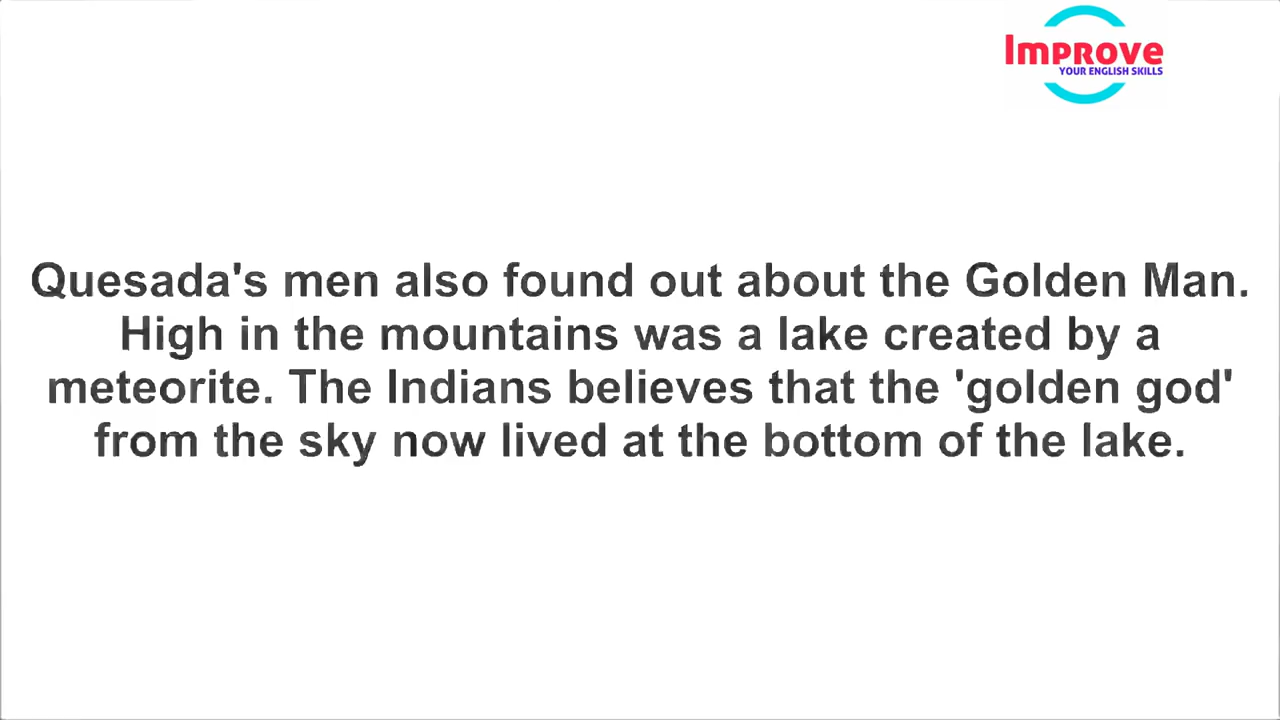 Improve
YOUR ENGLISH SKILLS
Quesada's men also found out about the Golden Man.
High in the mountains was a lake created by a
meteorite. The Indians believes that the 'golden god'
from the sky now lived at the bottom of the lake.